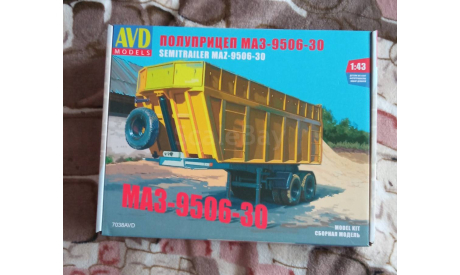 AVD
MODELS
ПОЛУПРИЦЕП МАЗ-9506-30
SEMITRAILER MAZ-9506-30
1:43
МАЗ-9506-30
7038AVD
MODEL KIT
СБОРНАЯ МОДЕЛЬ